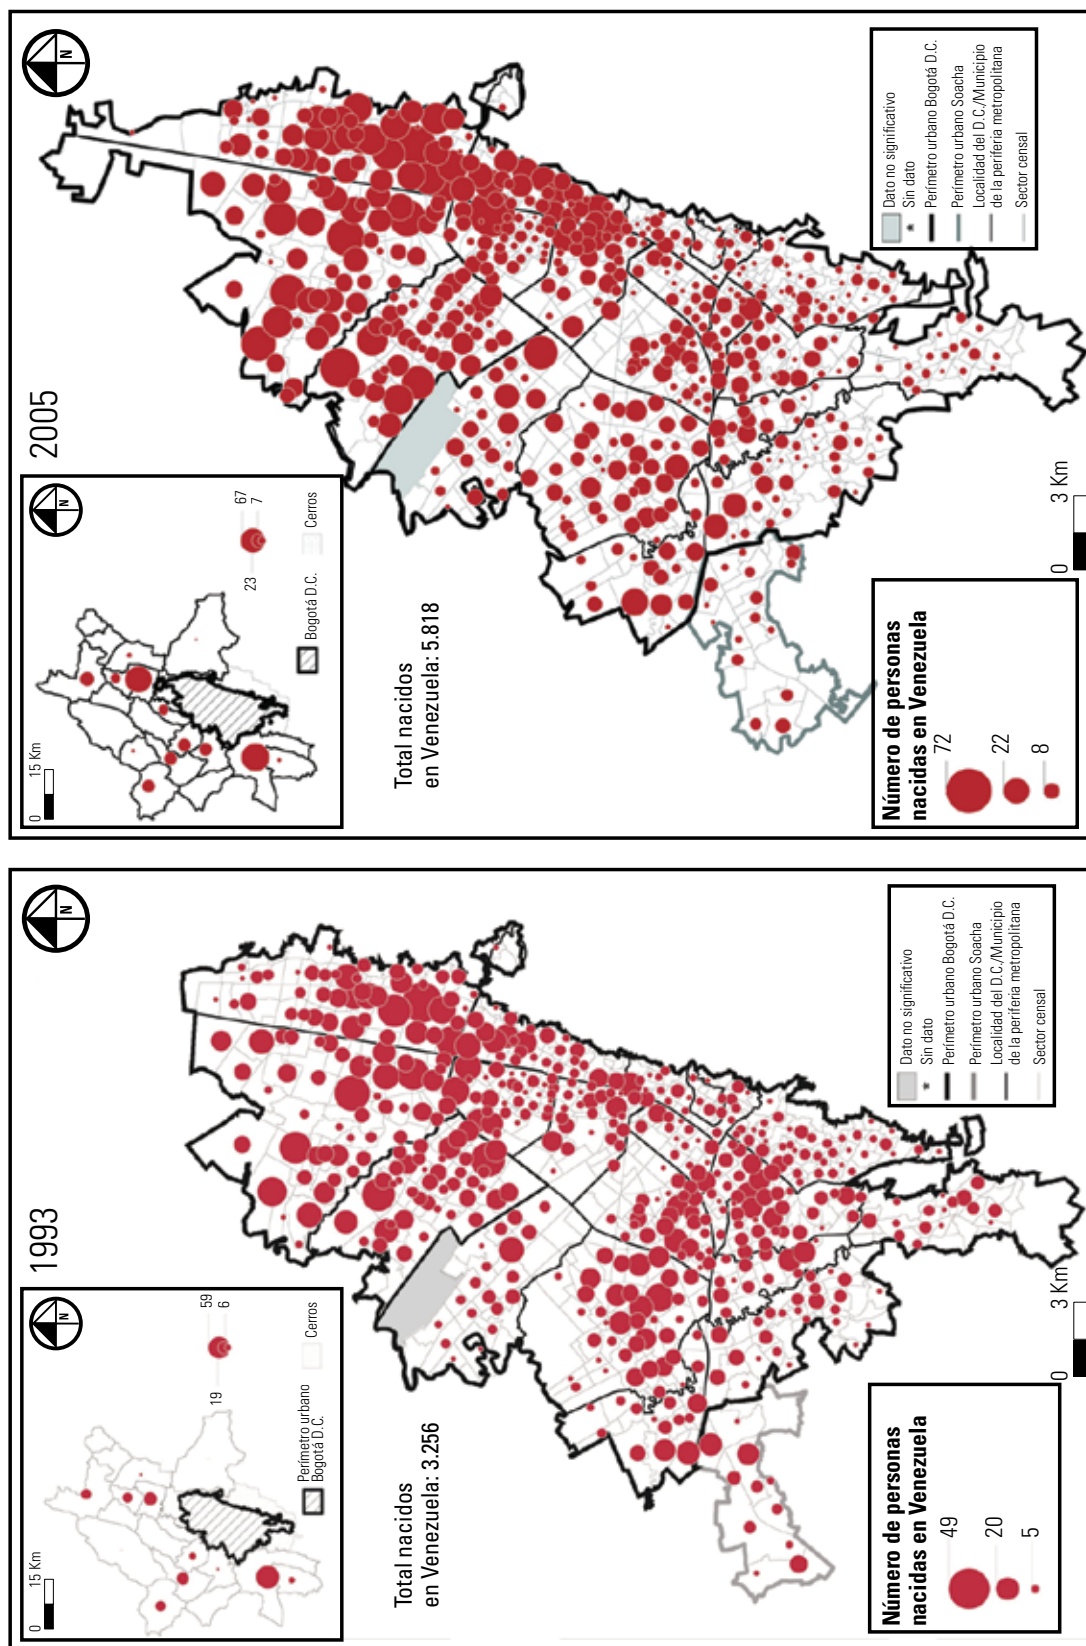 1993
N
0
15 Km
59
19
6
Perímetro urbano
Bogotá D.C.
Cerros
N
Total nacidos
en Venezuela: 3.256
Número de personas
nacidas en Venezuela
49
20
5
0
3 Km
Dato no significativo
* Sin dato
Perímetro urbano Bogotá D.C.
Perímetro urbano Soacha
Localidad del D.C./Municipio
de la periferia metropolitana
Sector censal
2005
N
0
15 Km
67
23
7
Bogotá D.C.
Cerros
N
Total nacidos
en Venezuela: 5.818
Número de personas
nacidas en Venezuela
72
22
8
0
3 Km
Dato no significativo
* Sin dato
Perímetro urbano Bogotá D.C.
Perímetro urbano Soacha
Localidad del D.C./Municipio
de la periferia metropolitana
Sector censal